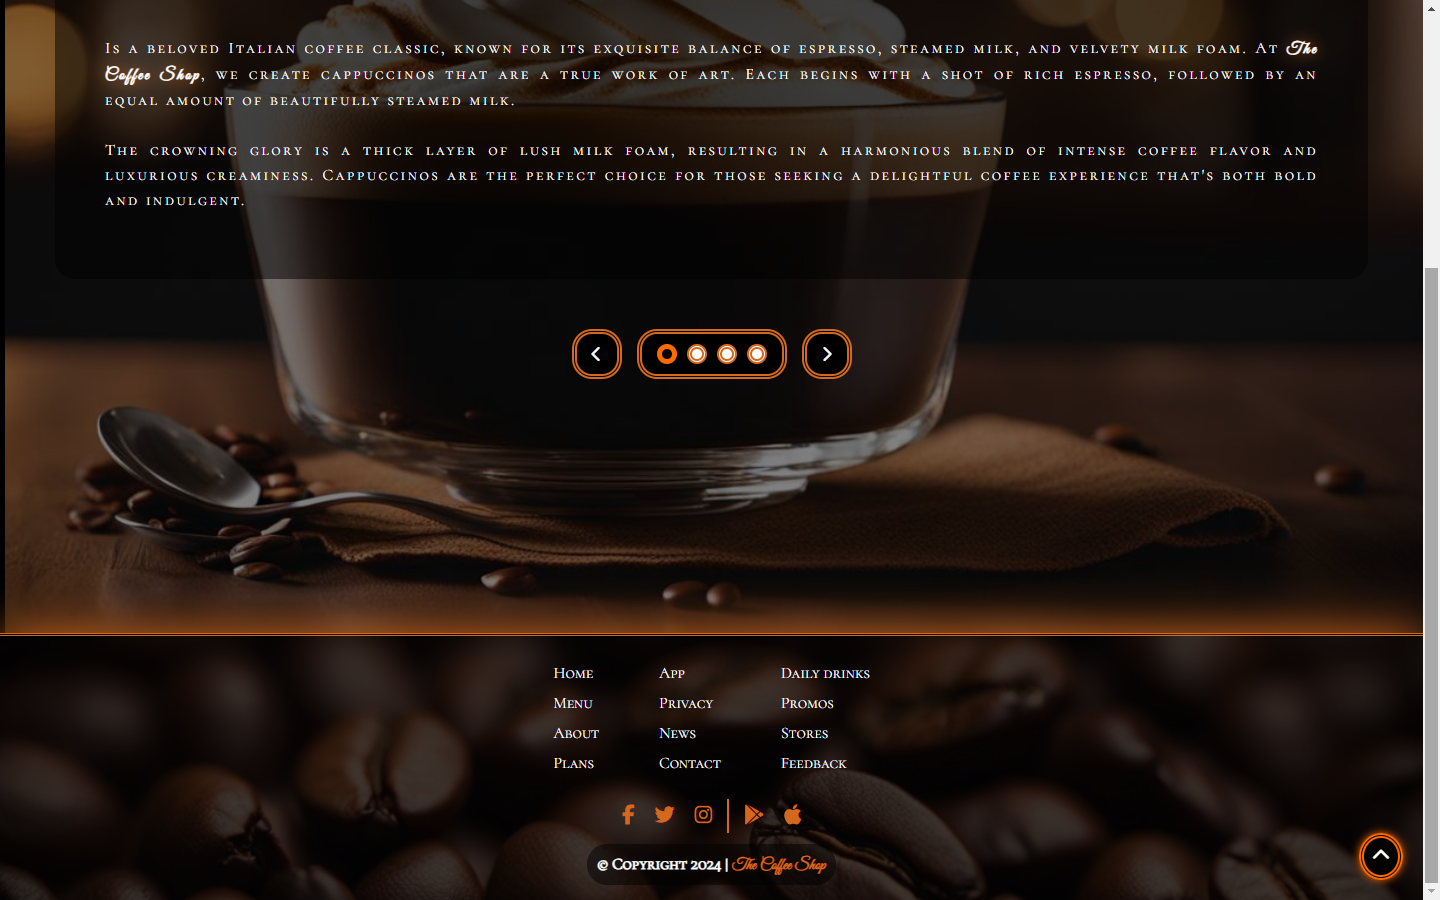 Is a beloved Italian coffee classic, known for its exquisite balance of espresso, steamed milk, and velvety milk foam. At The
Coffee Shop, we create cappuccinos that are a true work of art. Each begins with a shot of rich espresso, followed by an
equal amount of beautifully steamed milk.
The crowning glory is a thick layer of lush milk foam, resulting in a harmonious blend of intense coffee flavor and
luxurious creaminess. Cappuccinos are the perfect choice for those seeking a delightful coffee experience that's both bold
and indulgent.
Home App Daily drinks
Menu Privacy Promos
About News Stores
Plans Contact Feedback
© Copyright 2024 | The Coffee Shop